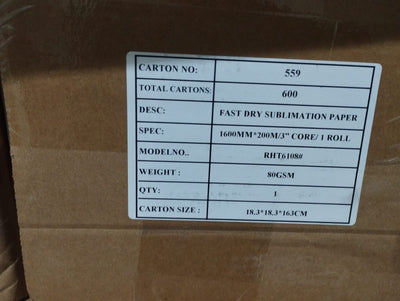 CARTON NO: 559
TOTAL CARTONS: 600
DESC: FAST DRY SUBLIMATION PAPER
SPEC: 1600MM*200M/3" CORE/ 1 ROLL
MODELNO.. RHT6108#
WEIGHT : 80GSM
QTY: 1
CARTON SIZE : 18.3*18.3*163CM